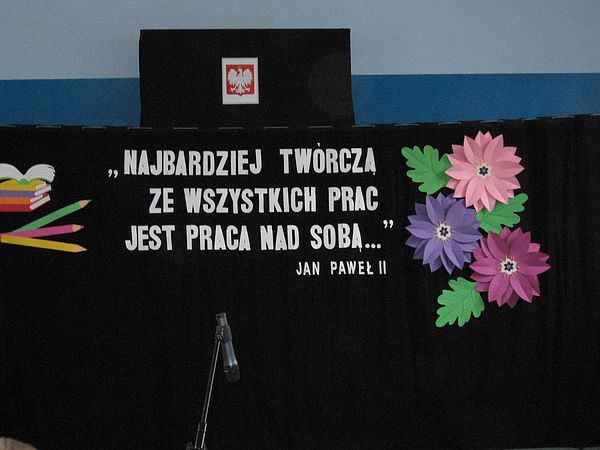 „NAJBARDZIEJ TWÓRCZĄ
ZE WSZYSTKICH PRAC
JEST PRACA NAD SOBĄ..."
JAN PAWEŁ II